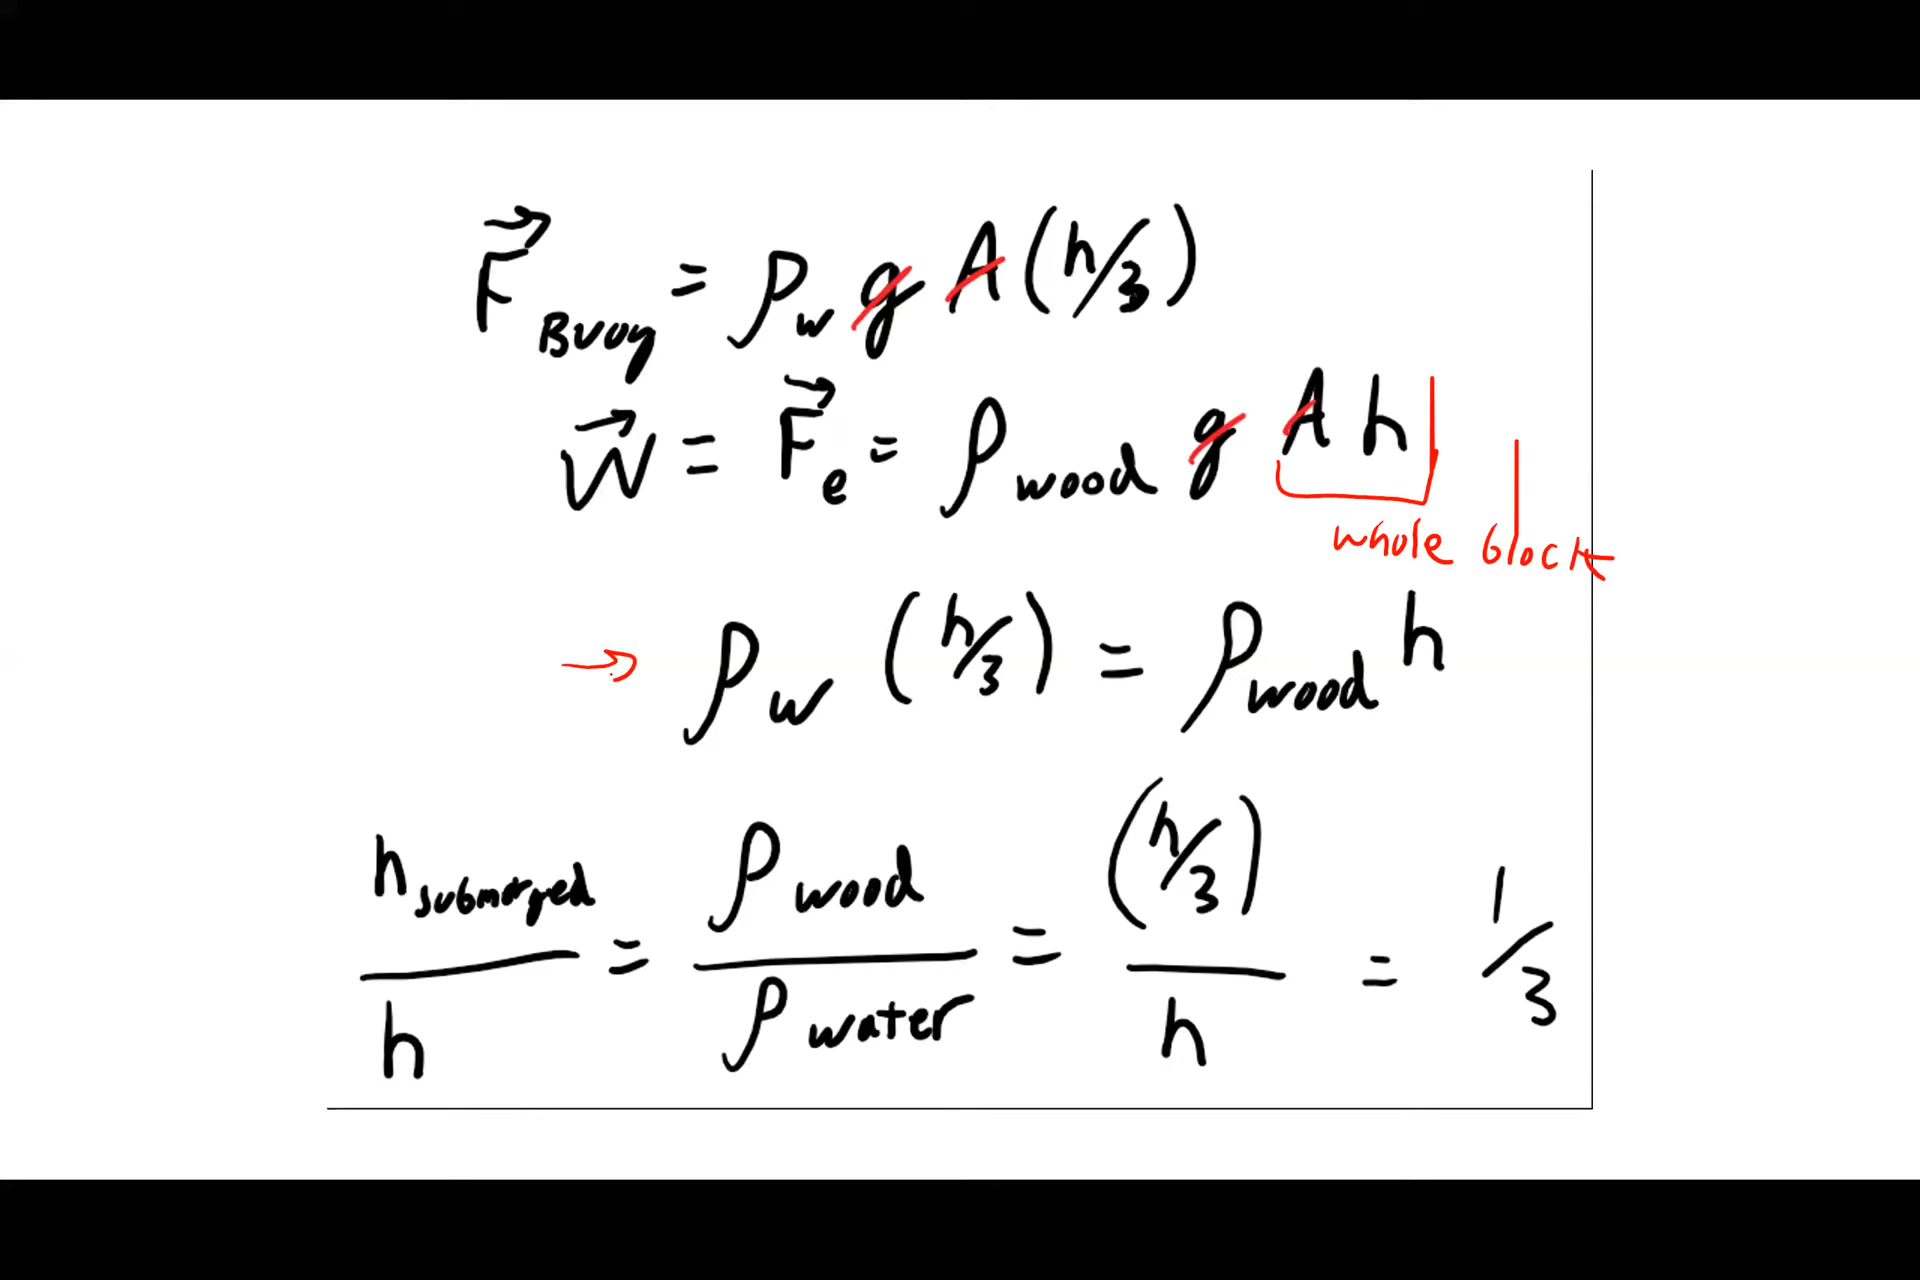 F⃗ Buoy = ρw g A (h/3)
W⃗ = F⃗e = ρwood g A h
whole block
→ ρw (h/3) = ρwood h
hsubmerged/h = ρwood/ρwater = (h/3)/h = 1/3